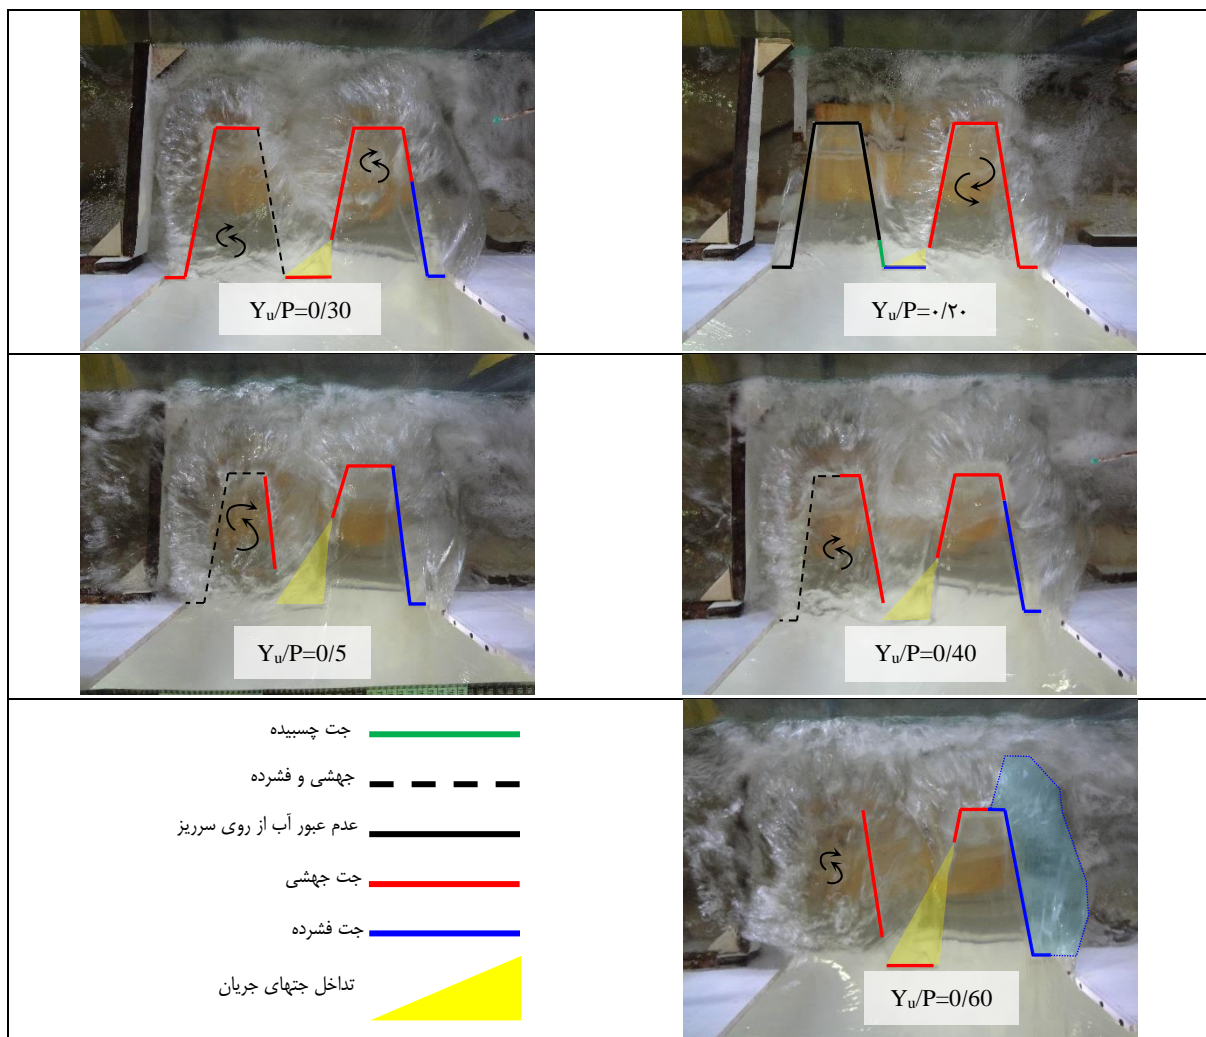 Yu/P=۰/۲۰
Yu/P=0/30
Yu/P=0/40
Yu/P=0/5
Yu/P=0/60
جت چسبیده
جهشی و فشرده
عدم عبور آب از روی سرریز
جت جهشی
جت فشرده
تداخل جتهای جریان